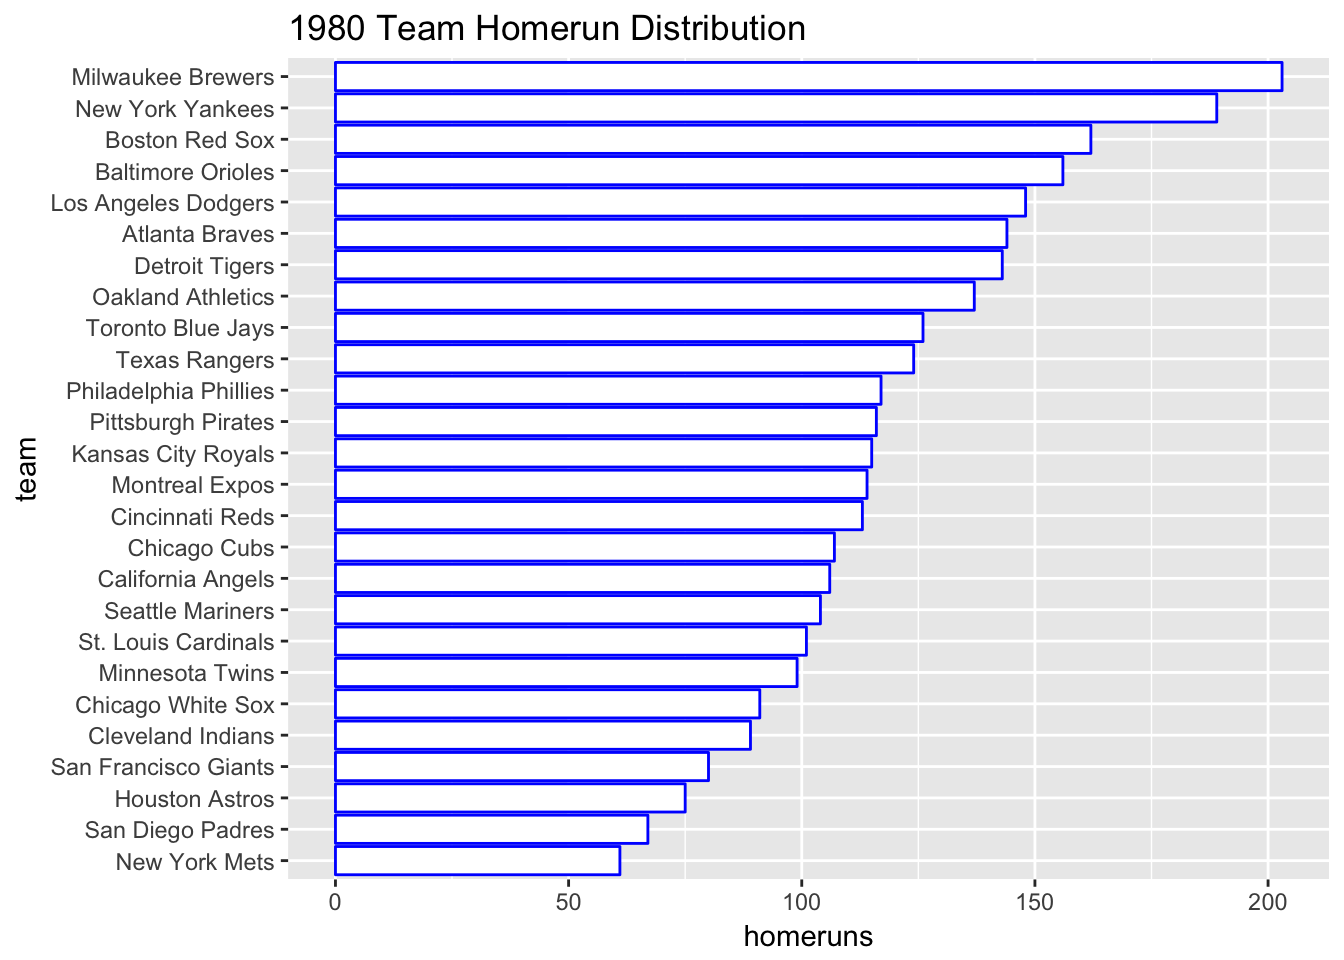 1980 Team Homerun Distribution
Milwaukee Brewers
New York Yankees
Boston Red Sox
Baltimore Orioles
Los Angeles Dodgers
Atlanta Braves
Detroit Tigers
Oakland Athletics
Toronto Blue Jays
Texas Rangers
Philadelphia Phillies
Pittsburgh Pirates
Kansas City Royals
Montreal Expos
Cincinnati Reds
Chicago Cubs
California Angels
Seattle Mariners
St. Louis Cardinals
Minnesota Twins
Chicago White Sox
Cleveland Indians
San Francisco Giants
Houston Astros
San Diego Padres
New York Mets
team
0 50 100 150 200
homeruns